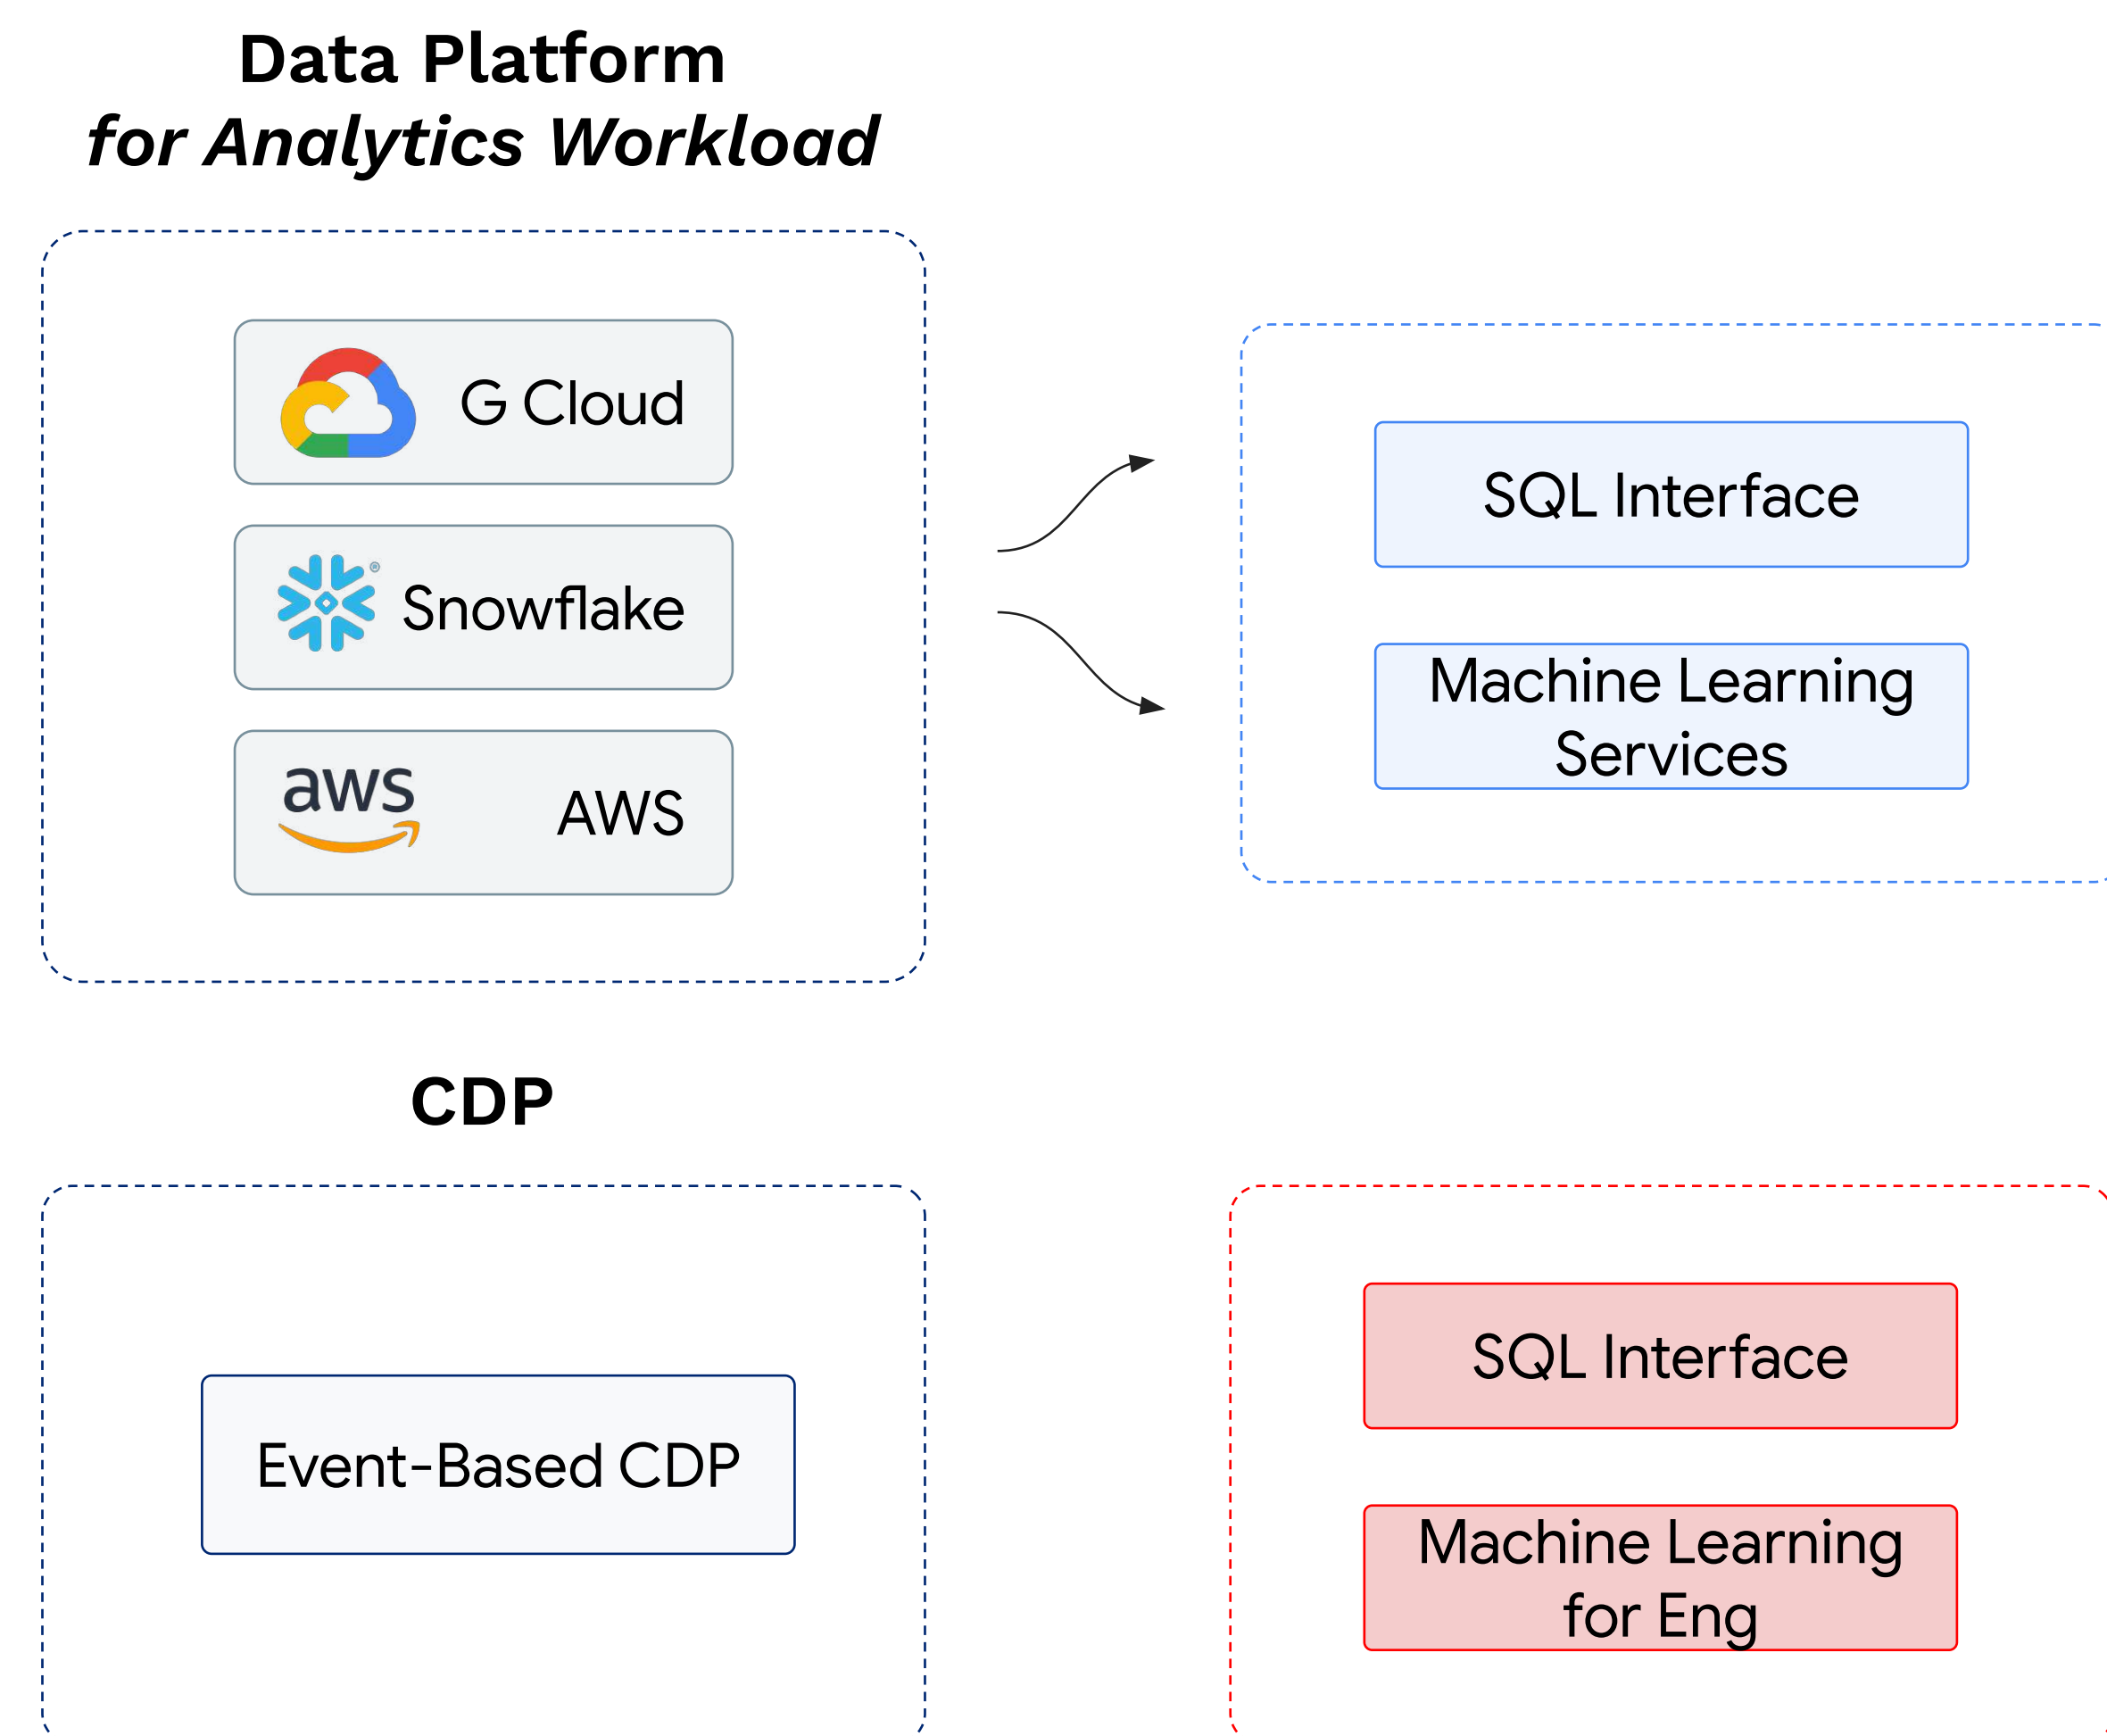 Data Platform
for Analytics Workload
G Cloud
Snowflake
®
aws
AWS
SQL Interface
Machine Learning
Services
CDP
Event-Based CDP
SQL Interface
Machine Learning
for Eng